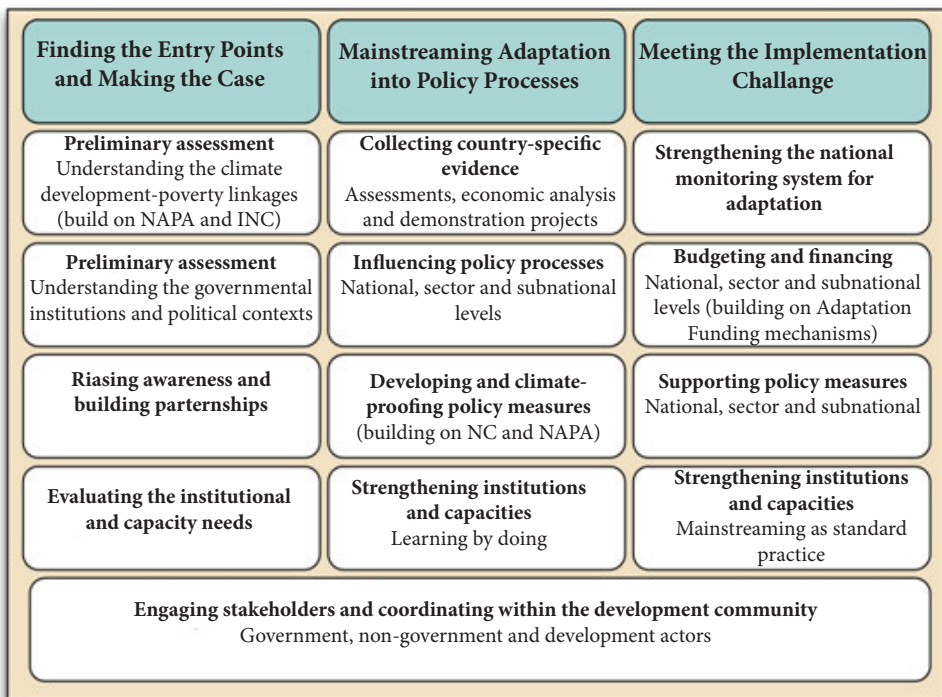 Finding the Entry Points
and Making the Case
Mainstreaming Adaptation
into Policy Processes
Meeting the Implementation
Challange
Preliminary assessment
Understanding the climate
development-poverty linkages
(build on NAPA and INC)
Collecting country-specific
evidence
Assessments, economic analysis
and demonstration projects
Strengthening the national
monitoring system for
adaptation
Preliminary assessment
Understanding the governmental
institutions and political contexts
Influencing policy processes
National, sector and subnational
levels
Budgeting and financing
National, sector and subnational
levels (building on Adaptation
Funding mechanisms)
Riasing awareness and
building parternships
Developing and climate-
proofing policy measures
(building on NC and NAPA)
Supporting policy measures
National, sector and subnational
Evaluating the institutional
and capacity needs
Strengthening institutions
and capacities
Learning by doing
Strengthening institutions
and capacities
Mainstreaming as standard
practice
Engaging stakeholders and coordinating within the development community
Government, non-government and development actors